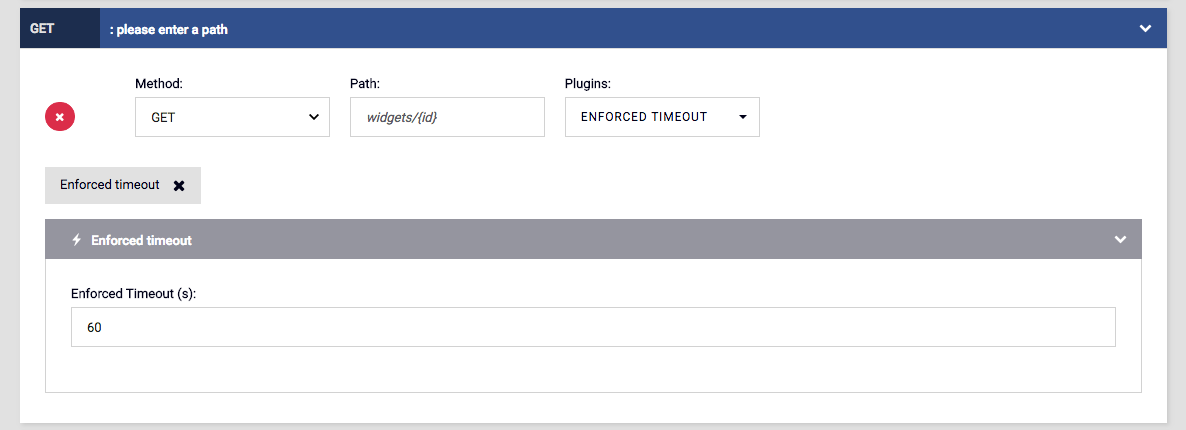 GET : please enter a path
Method: Path: Plugins:
GET widgets/{id} ENFORCED TIMEOUT
Enforced timeout
Enforced timeout
Enforced Timeout (s):
60